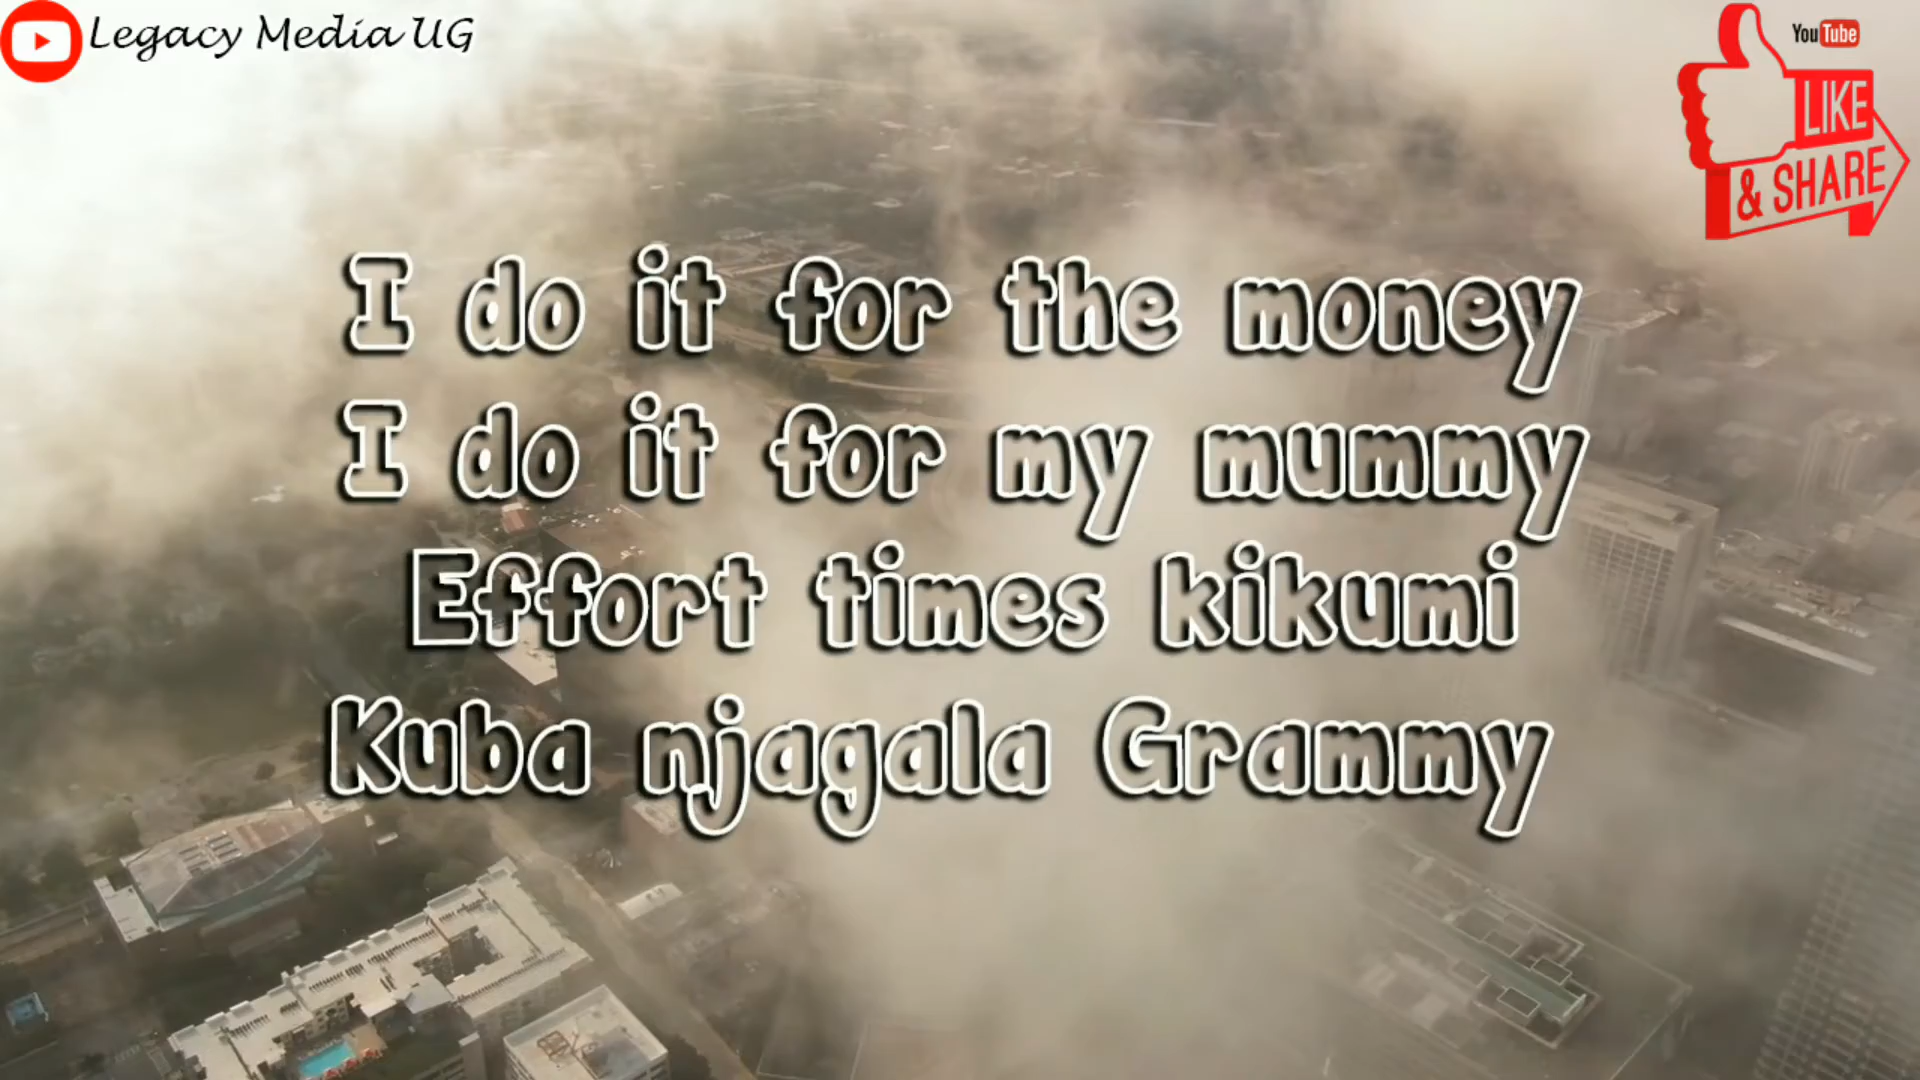 Legacy Media UG
YouTube
LIKE
& SHARE
I do it for the money
I do it for my mummy
Effort times kikumi
Kuba njagala Grammy